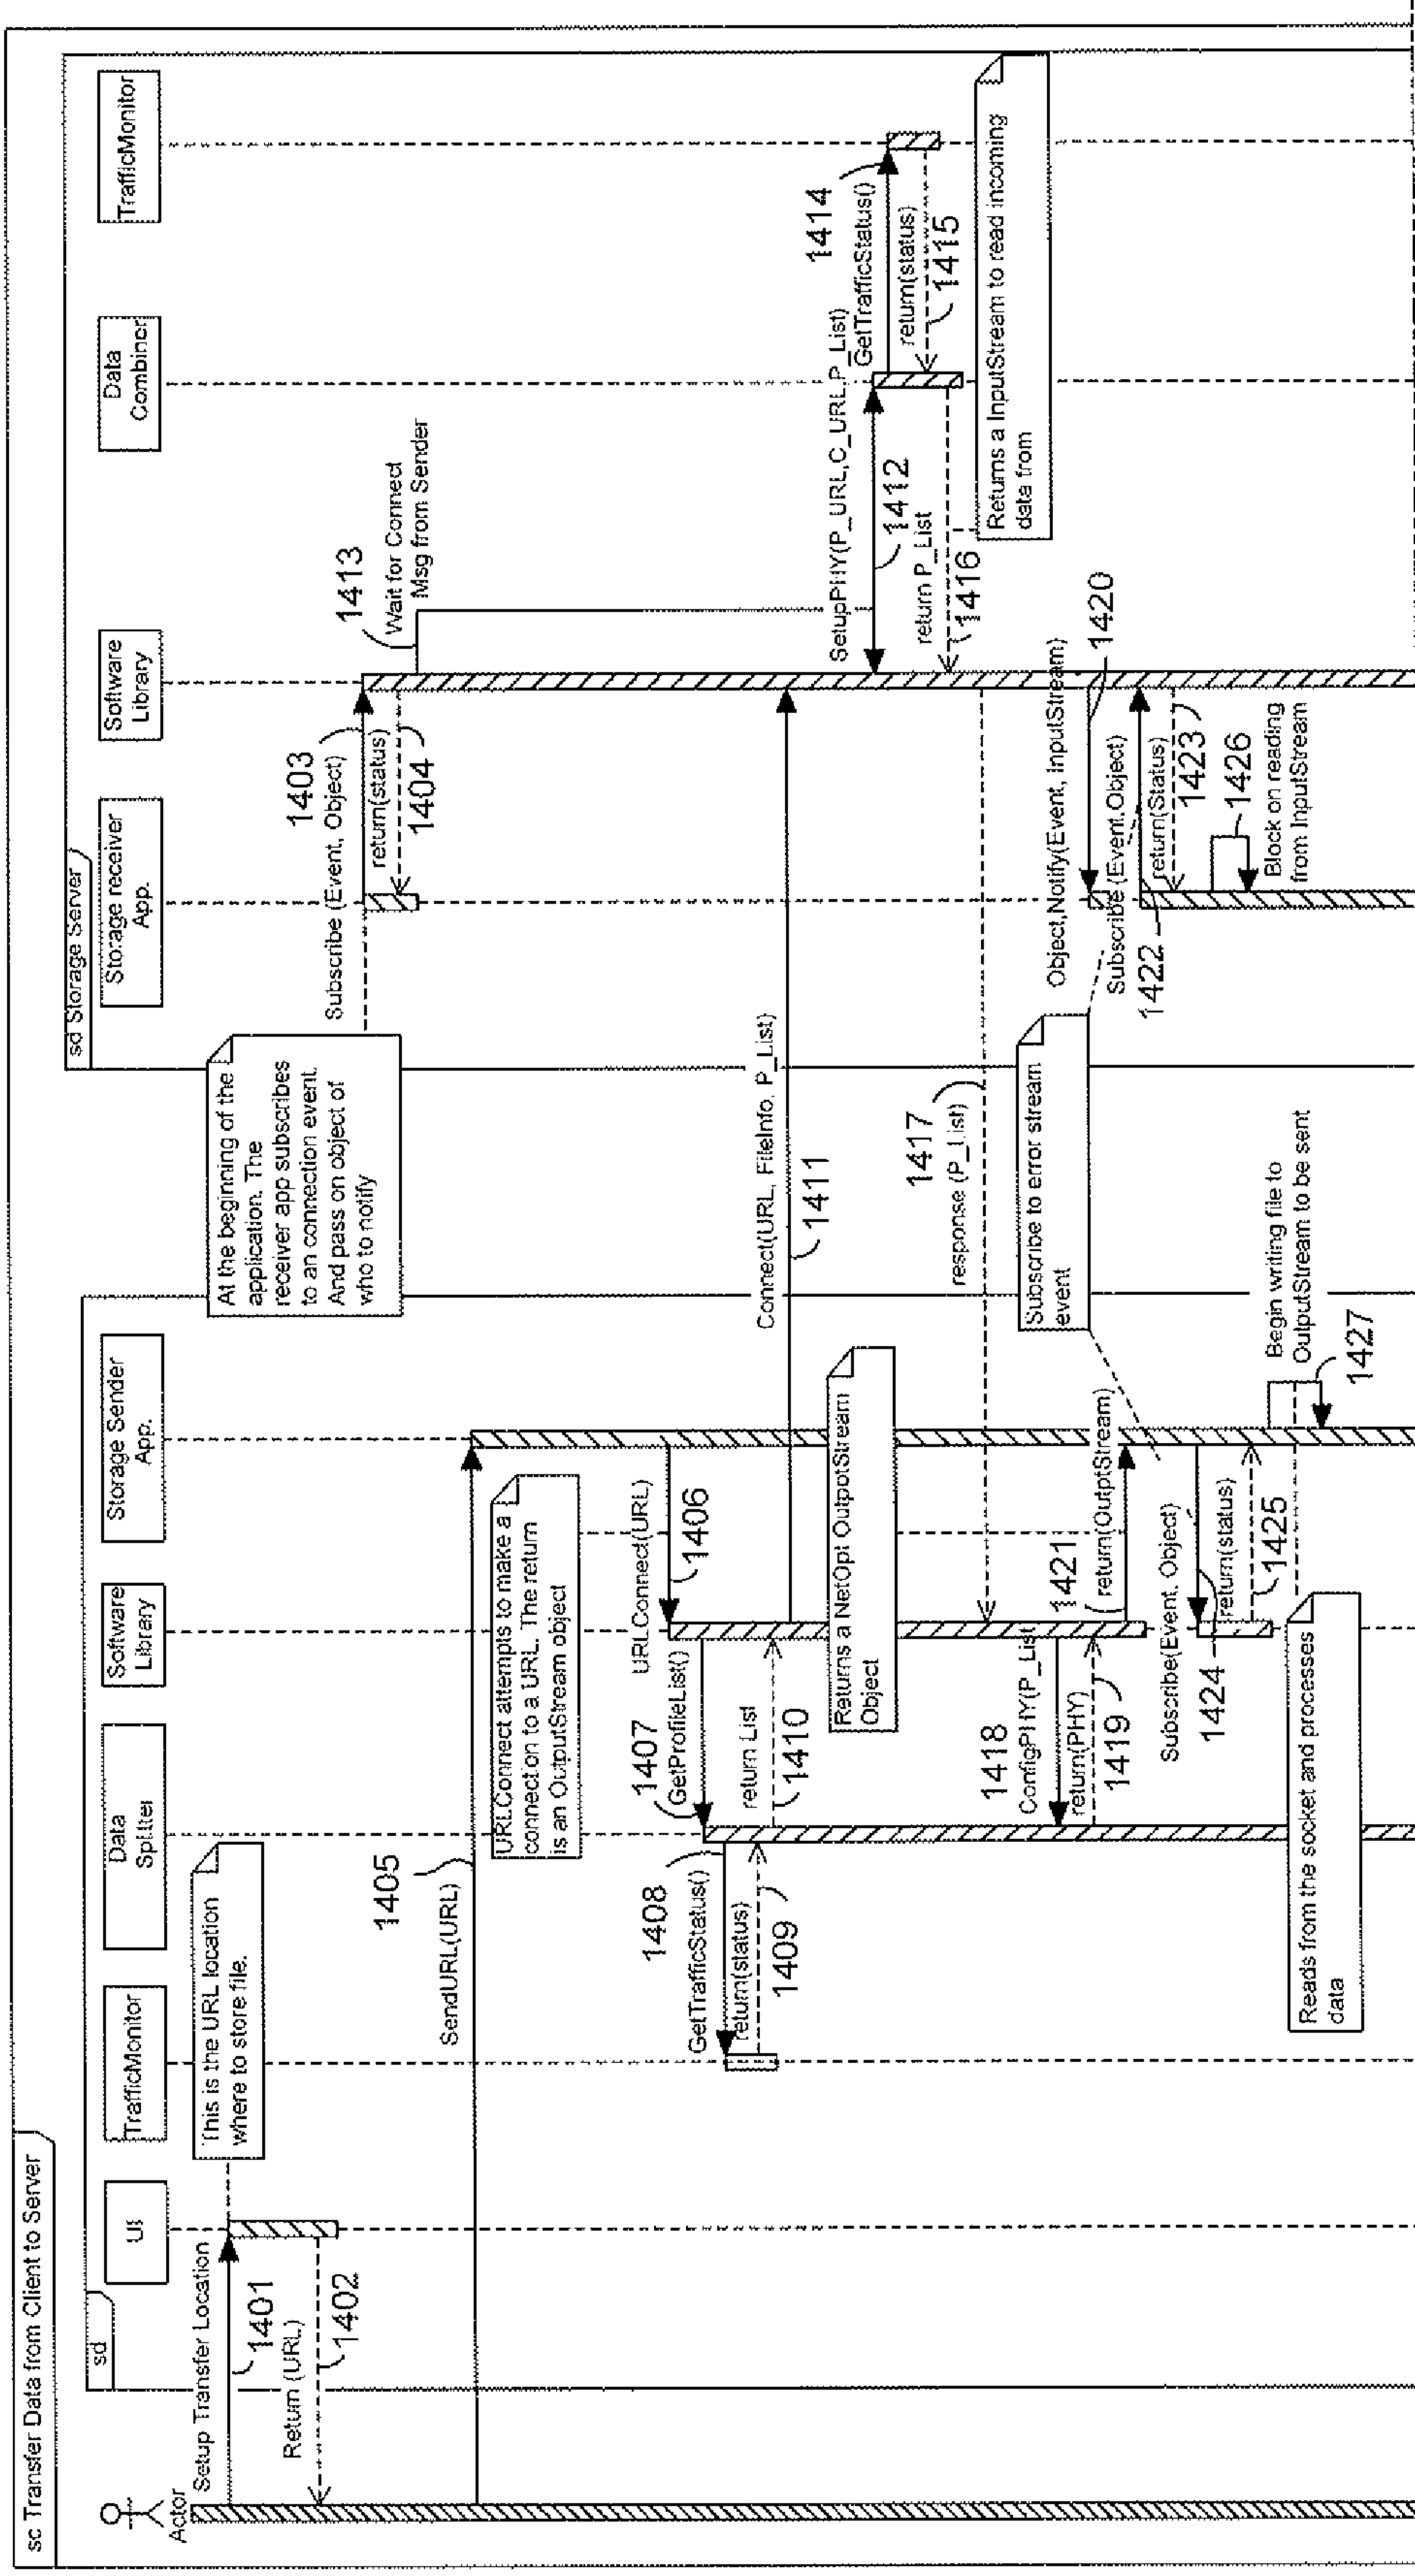 sc Transfer Data from Client to Server
sd
Actor
UI
TrafficMonitor
Data
Splitter
Software
Library
Storage Sender
App.
sd Storage Server
Storage receiver
App.
Software
Library
Data
Combiner
TrafficMonitor
Setup Transfer Location
1401
Return (URL)
1402
This is the URL location
where to store file.
At the beginning of the
application. The
receiver app subscribes
to an connection event.
And pass on object of
who to notify
1403
Subscribe (Event, Object)
return(status)
1404
1413
Wait for Connect
Msg from Sender
1405
SendURL(URL)
URLConnect attempts to make a
connection to a URL. The return
is an OutputStream object
URLConnect(URL)
1406
1407
GetProfileList()
1408
GetTrafficStatus()
return(status)
1409
return List
1410
Connect(URL, FileInfo, P_List)
1411
Returns a NetOpt OutpotStream
Object
SetupPHY(P_URL,C_URL,P_List)
1412
1414
GetTrafficStatus()
return(status)
1415
return P_List
1416
Returns a InputStream to read incoming
data from
1417
response (P_List)
1418
ConfigPHY(P_List
return(PHY)
1419
1421
return(OutptStream)
Subscribe to error stream
event
Object,Notify(Event, InputStream)
1420
Subscribe (Event.Object)
1422
return(Status)
1423
Subscribe(Event, Object)
1424
return(status)
1425
1426
Block on reading
from InputStream
Begin writing file to
OutputStream to be sent
1427
Reads from the socket and processes
data